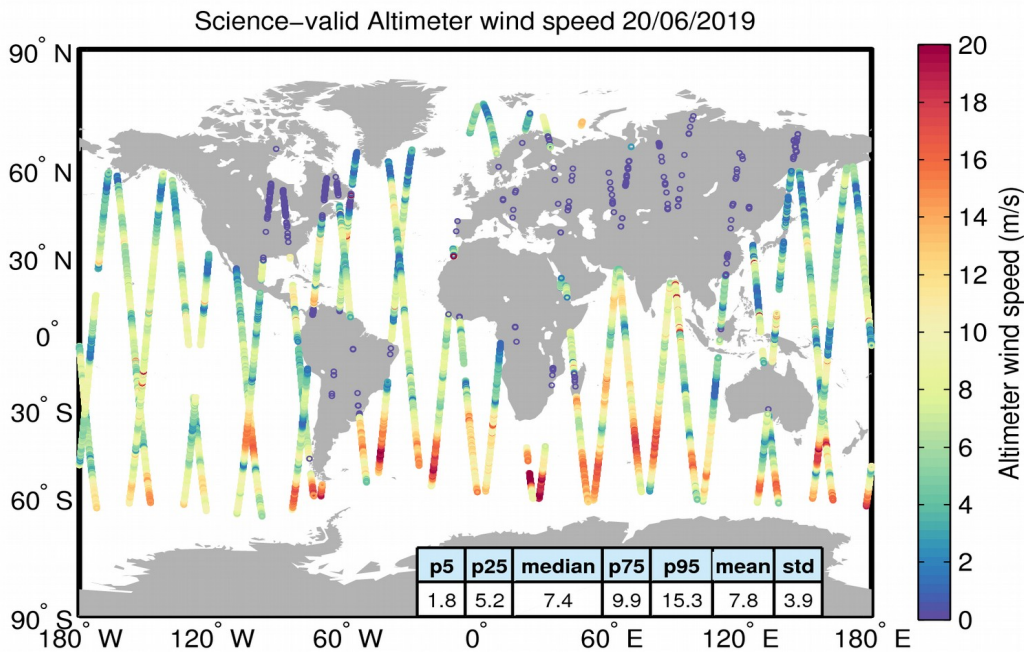 Science−valid Altimeter wind speed 20/06/2019
90° N
60° N
30° N
0°
30° S
60° S
90° S
180° W
120° W
60° W
0°
60° E
120° E
180° E
p5 p25 median p75 p95 mean std
1.8 5.2 7.4 9.9 15.3 7.8 3.9
20
18
16
14
12
10
8
6
4
2
0
Altimeter wind speed (m/s)